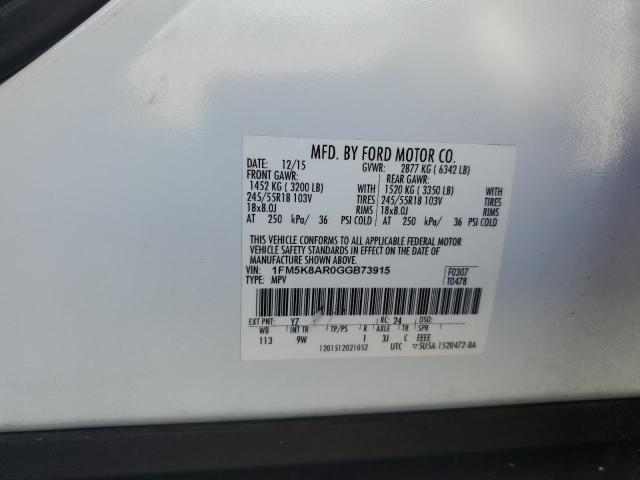 MFD. BY FORD MOTOR CO.
DATE: 12/15 GVWR: 2877 KG ( 6342 LB)
FRONT GAWR: REAR GAWR:
1452 KG ( 3200 LB) WITH 1520 KG ( 3350 LB) WITH
245/55R18 103V TIRES 245/55R18 103V TIRES
18x8.0J RIMS 18x8.0J RIMS
AT 250 kPa/ 36 PSI COLD AT 250 kPa/ 36 PSI COLD
THIS VEHICLE CONFORMS TO ALL APPLICABLE FEDERAL MOTOR
VEHICLE SAFETY STANDARDS IN EFFECT ON THE DATE OF
MANUFACTURE SHOWN ABOVE.
VIN: 1FM5K8AR0GGB73915 F0307
TYPE: MPV T0478
EXT PNT: YZ RC: 24 DSO:
WB INT TR TP/PS R AXLE TR SPR
113 9W 1 3J C EEEE
1201512021052 UTC ▽5USA-1520472-BA